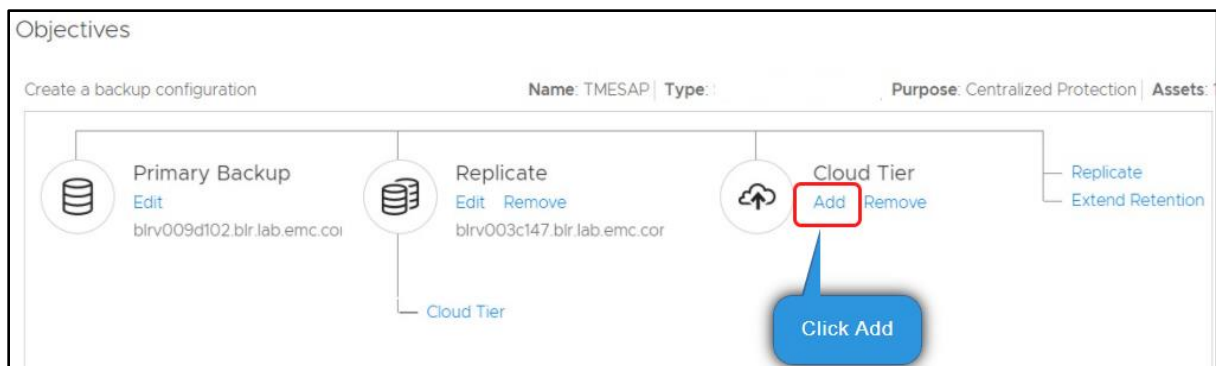 Objectives
Create a backup configuration Name: TMESAP Type: Purpose: Centralized Protection Assets:
Primary Backup Replicate Cloud Tier Replicate
Edit Edit Remove Add Remove Extend Retention
blrv009d102.blr.lab.emc.cor blrv003c147.blr.lab.emc.cor
Cloud Tier
Click Add